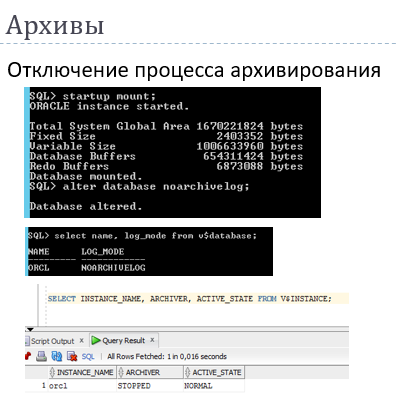 Архивы
Отключение процесса архивирования
SQL> startup mount;
ORACLE instance started.
Total System Global Area 1670221824 bytes
Fixed Size 2403352 bytes
Variable Size 1006633960 bytes
Database Buffers 654311424 bytes
Redo Buffers 6873088 bytes
Database mounted.
SQL> alter database noarchivelog;
Database altered.
SQL> select name, log_mode from v$database;
NAME LOG_MODE
--------- ------------
ORCL NOARCHIVELOG
SELECT INSTANCE_NAME, ARCHIVER, ACTIVE_STATE FROM V$INSTANCE;
Script Output x Query Result x
SQL | All Rows Fetched: 1 in 0,016 seconds
INSTANCE_NAME ARCHIVER ACTIVE_STATE
1 orcl STOPPED NORMAL